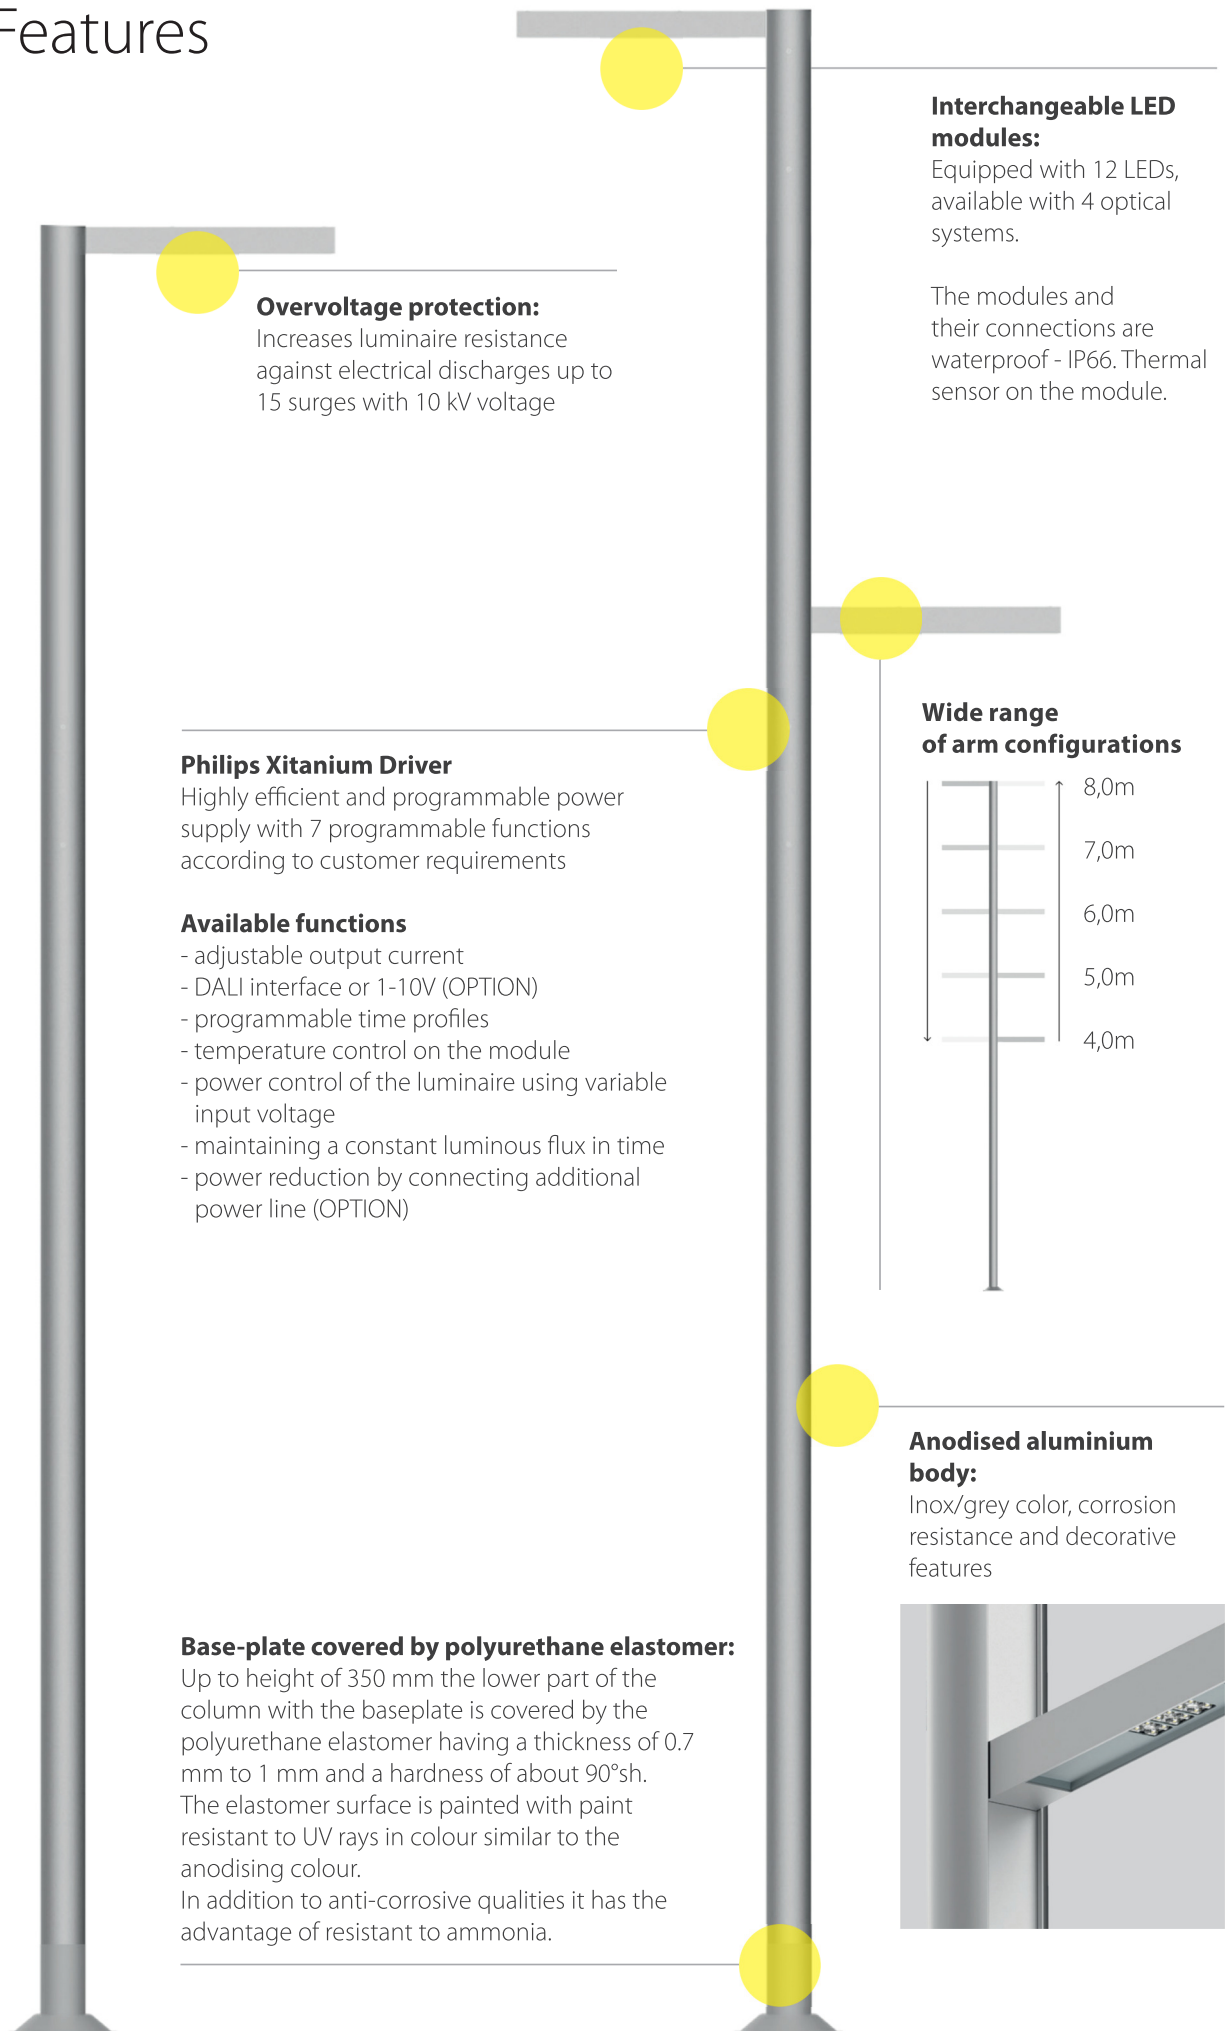 Features
Interchangeable LED
modules:
Equipped with 12 LEDs,
available with 4 optical
systems.
The modules and
their connections are
waterproof - IP66. Thermal
sensor on the module.
Overvoltage protection:
Increases luminaire resistance
against electrical discharges up to
15 surges with 10 kV voltage
Philips Xitanium Driver
Highly efficient and programmable power
supply with 7 programmable functions
according to customer requirements
Available functions
- adjustable output current
- DALI interface or 1-10V (OPTION)
- programmable time profiles
- temperature control on the module
- power control of the luminaire using variable
input voltage
- maintaining a constant luminous flux in time
- power reduction by connecting additional
power line (OPTION)
Wide range
of arm configurations
8,0m
7,0m
6,0m
5,0m
4,0m
Anodised aluminium
body:
Inox/grey color, corrosion
resistance and decorative
features
Base-plate covered by polyurethane elastomer:
Up to height of 350 mm the lower part of the
column with the baseplate is covered by the
polyurethane elastomer having a thickness of 0.7
mm to 1 mm and a hardness of about 90°sh.
The elastomer surface is painted with paint
resistant to UV rays in colour similar to the
anodising colour.
In addition to anti-corrosive qualities it has the
advantage of resistant to ammonia.